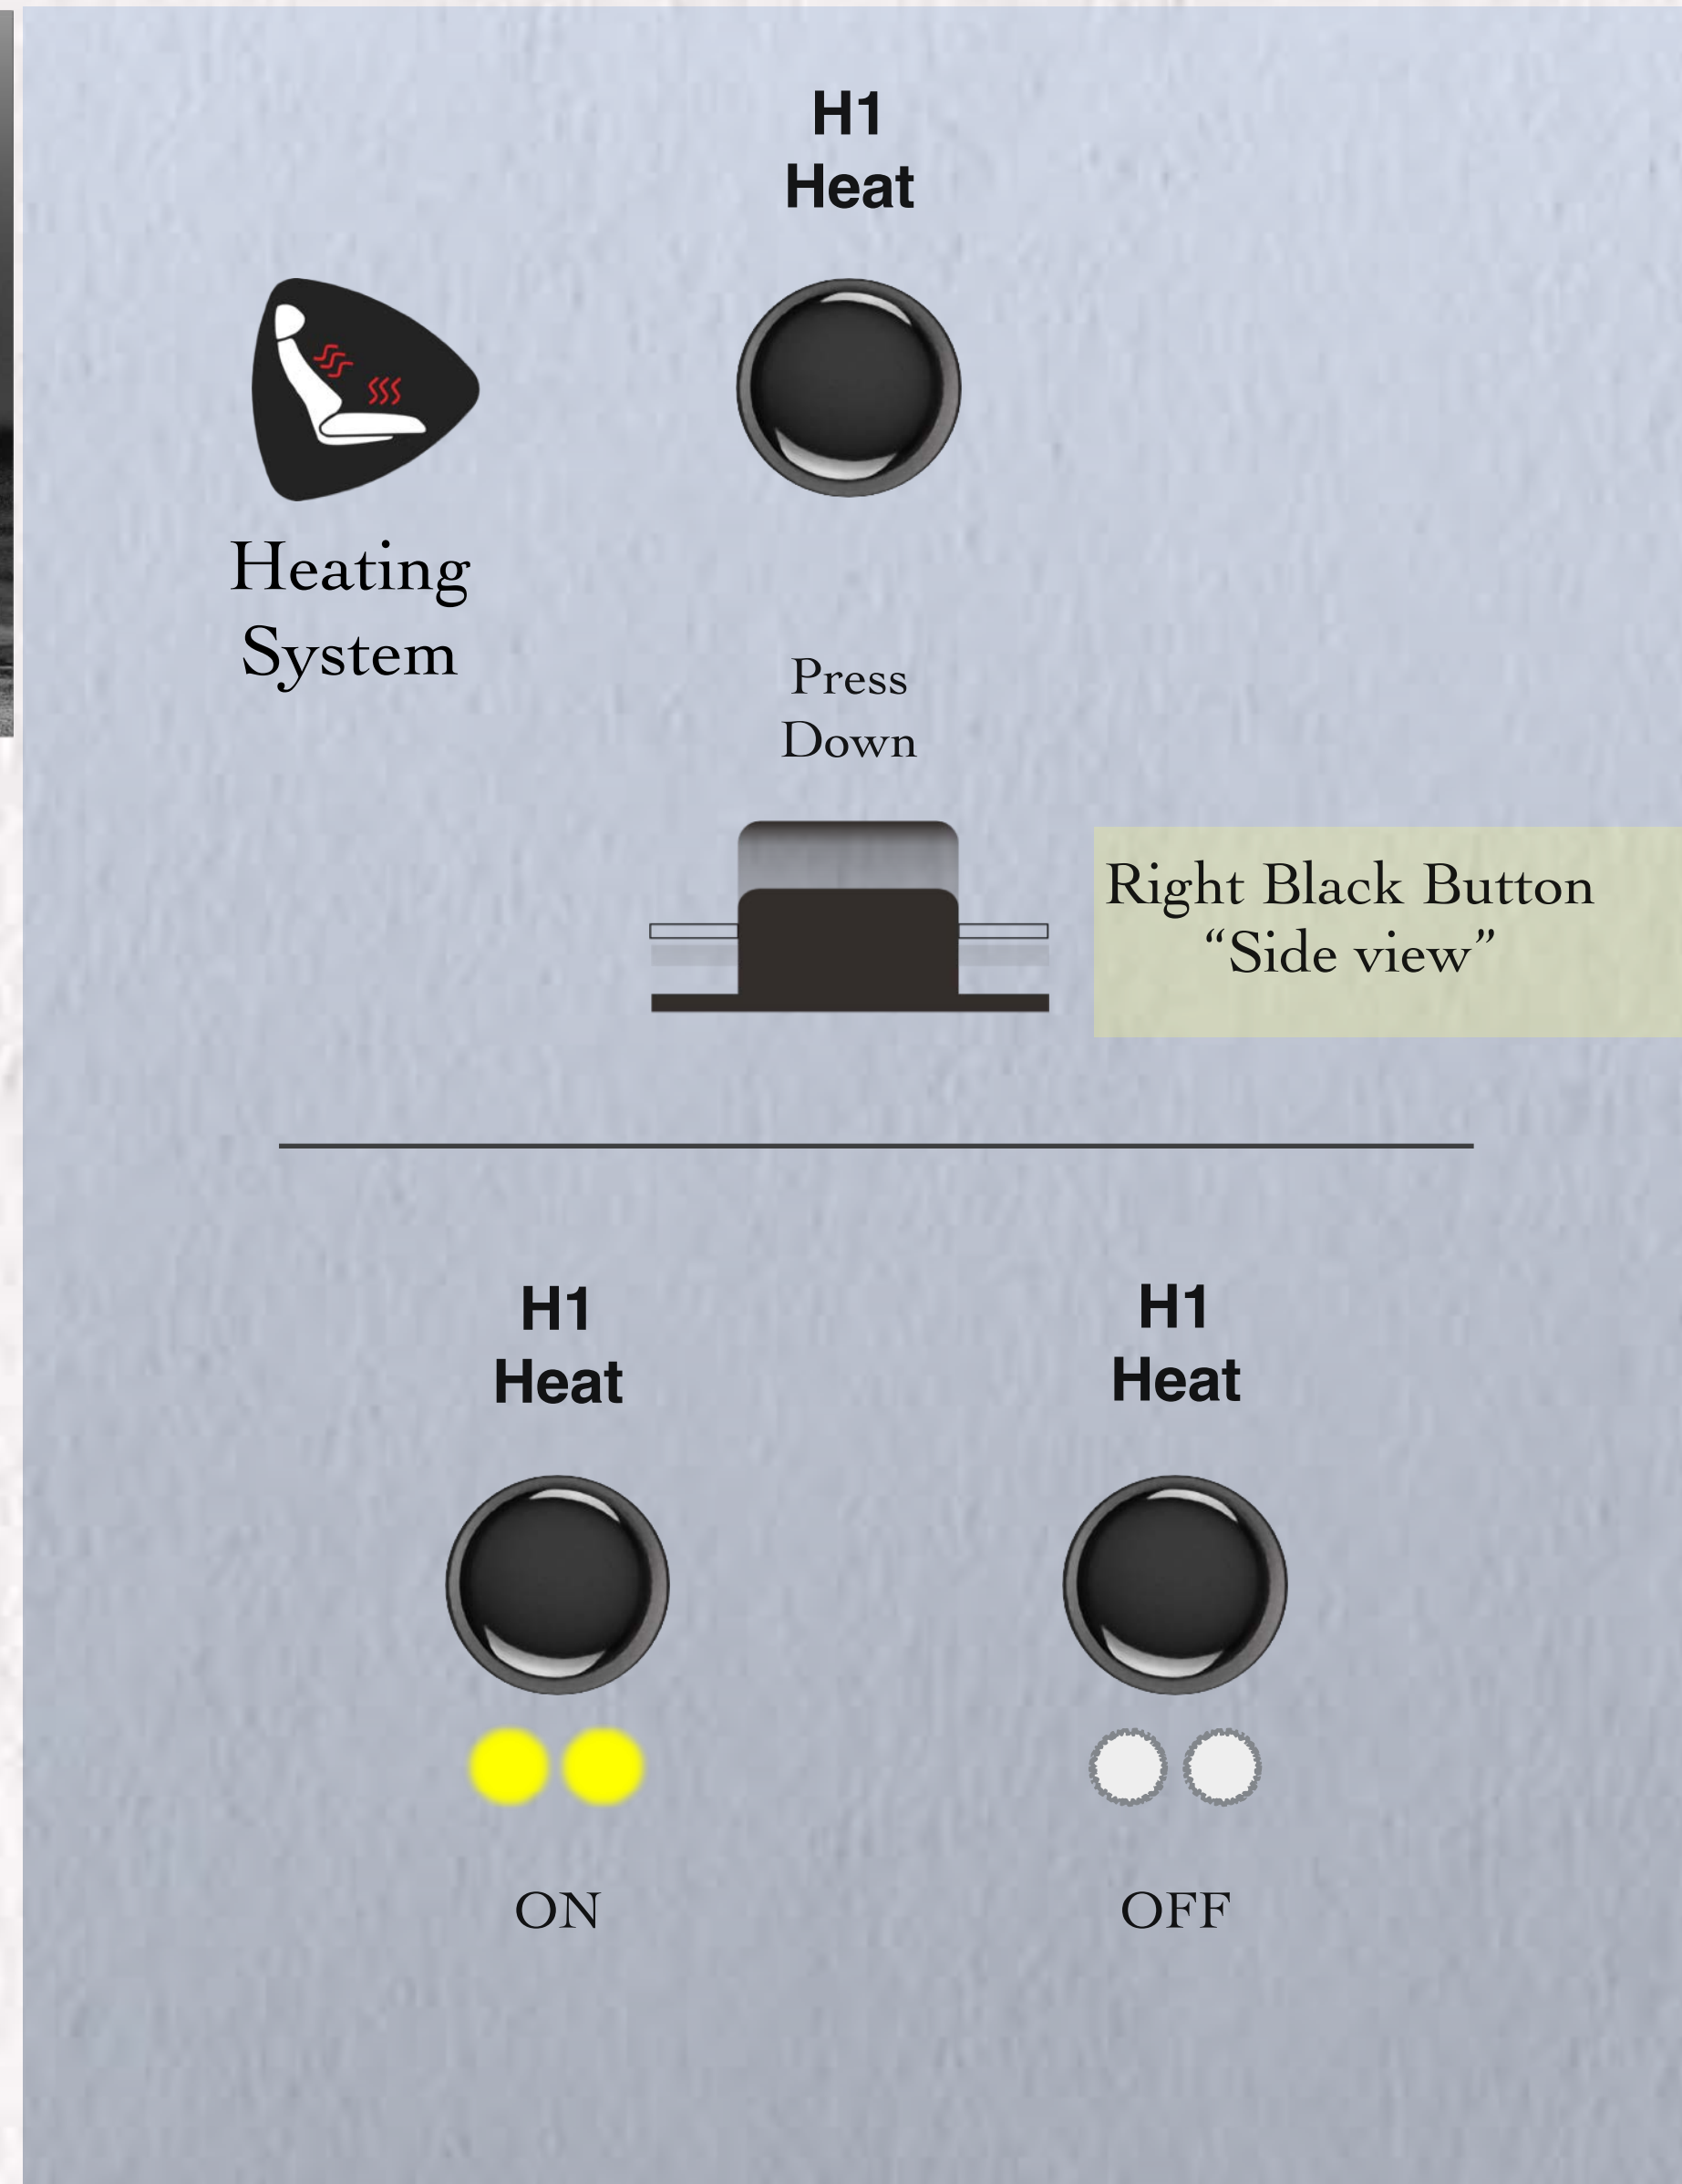 H1
Heat
Heating
System
Press
Down
Right Black Button
“Side view”
H1
Heat
H1
Heat
ON
OFF